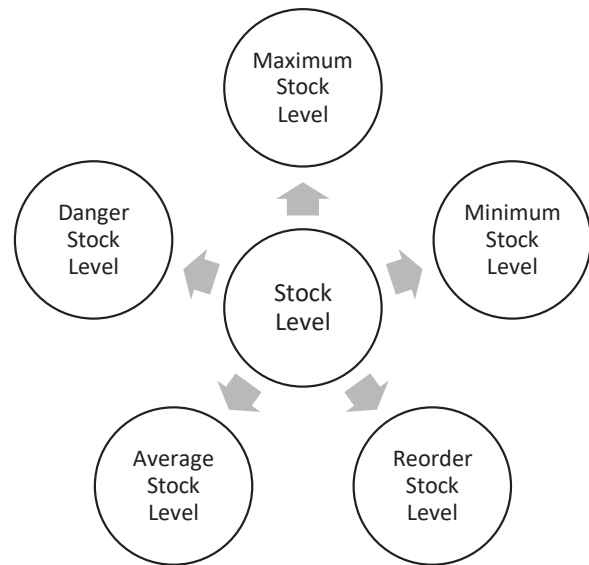 Maximum
Stock
Level
Danger
Stock
Level
Minimum
Stock
Level
Stock
Level
Average
Stock
Level
Reorder
Stock
Level